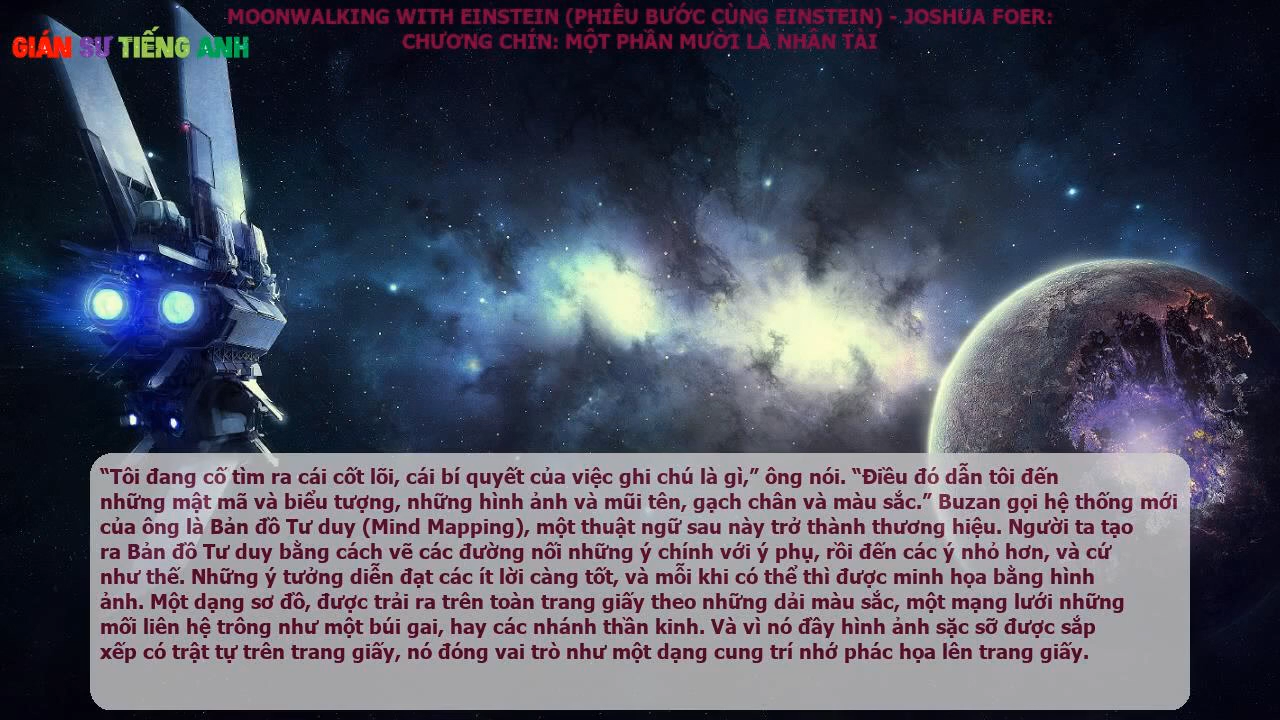 MOONWALKING WITH EINSTEIN (PHIÊU BƯỚC CÙNG EINSTEIN) - JOSHUA FOER:
CHƯƠNG CHÍN: MỘT PHẦN MƯỜI LÀ NHÂN TÀI
GIÁN SƯ TIẾNG ANH
“Tôi đang cố tìm ra cái cốt lõi, cái bí quyết của việc ghi chú là gì,” ông nói. “Điều đó dẫn tôi đến
những mật mã và biểu tượng, những hình ảnh và mũi tên, gạch chân và màu sắc.” Buzan gọi hệ thống mới
của ông là Bản đồ Tư duy (Mind Mapping), một thuật ngữ sau này trở thành thương hiệu. Người ta tạo
ra Bản đồ Tư duy bằng cách vẽ các đường nối những ý chính với ý phụ, rồi đến các ý nhỏ hơn, và cứ
như thế. Những ý tưởng diễn đạt các ít lời càng tốt, và mỗi khi có thể thì được minh họa bằng hình
ảnh. Một dạng sơ đồ, được trải ra trên toàn trang giấy theo những dải màu sắc, một mạng lưới những
mối liên hệ trông như một búi gai, hay các nhánh thần kinh. Và vì nó đầy hình ảnh sặc sỡ được sắp
xếp có trật tự trên trang giấy, nó đóng vai trò như một dạng cung trí nhớ phác họa lên trang giấy.